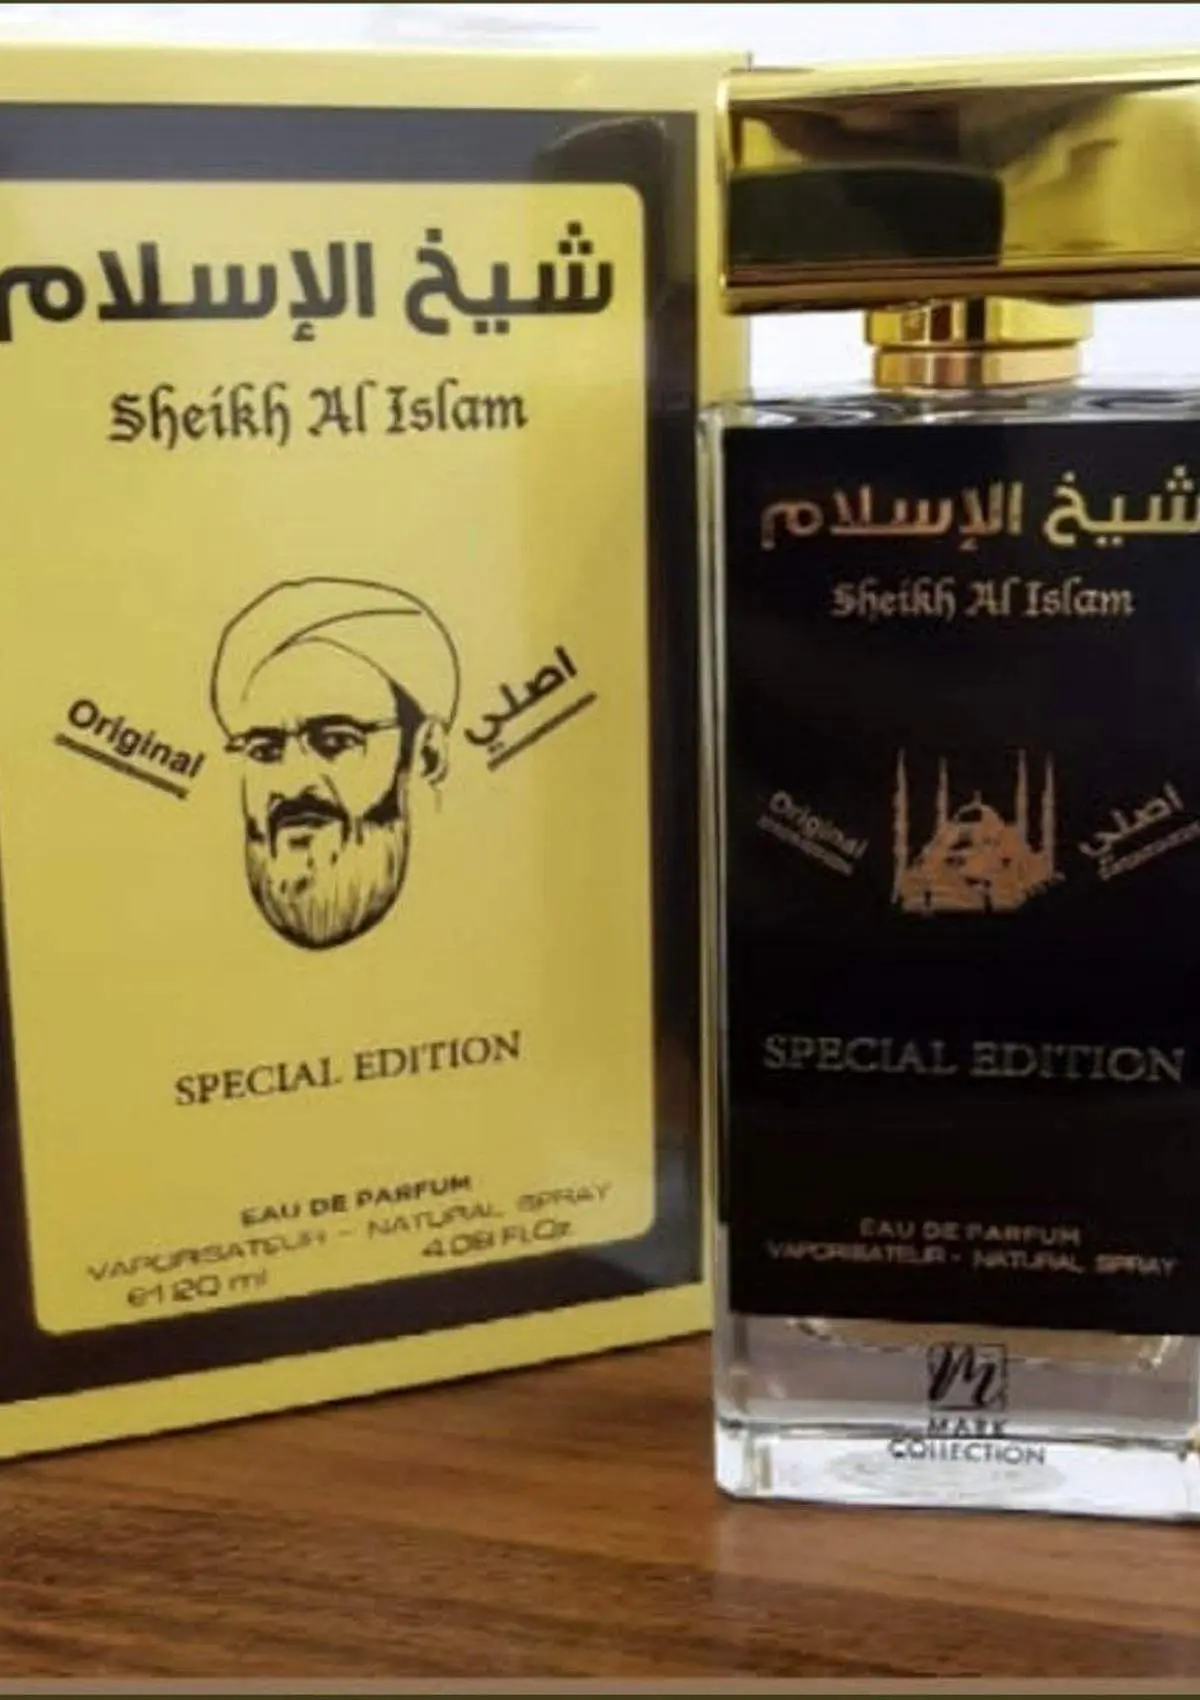 شيخ الإسلام
Sheikh Al Islam
Original
اصلي
SPECIAL EDITION
EAU DE PARFUM
VAPORISATEUR - NATURAL SPRAY
e120 ml 4.08 FL.Oz.
شيخ الإسلام
Sheikh Al Islam
Original
اصلي
SPECIAL EDITION
EAU DE PARFUM
VAPORISATEUR - NATURAL SPRAY
M
MARK
COLLECTION